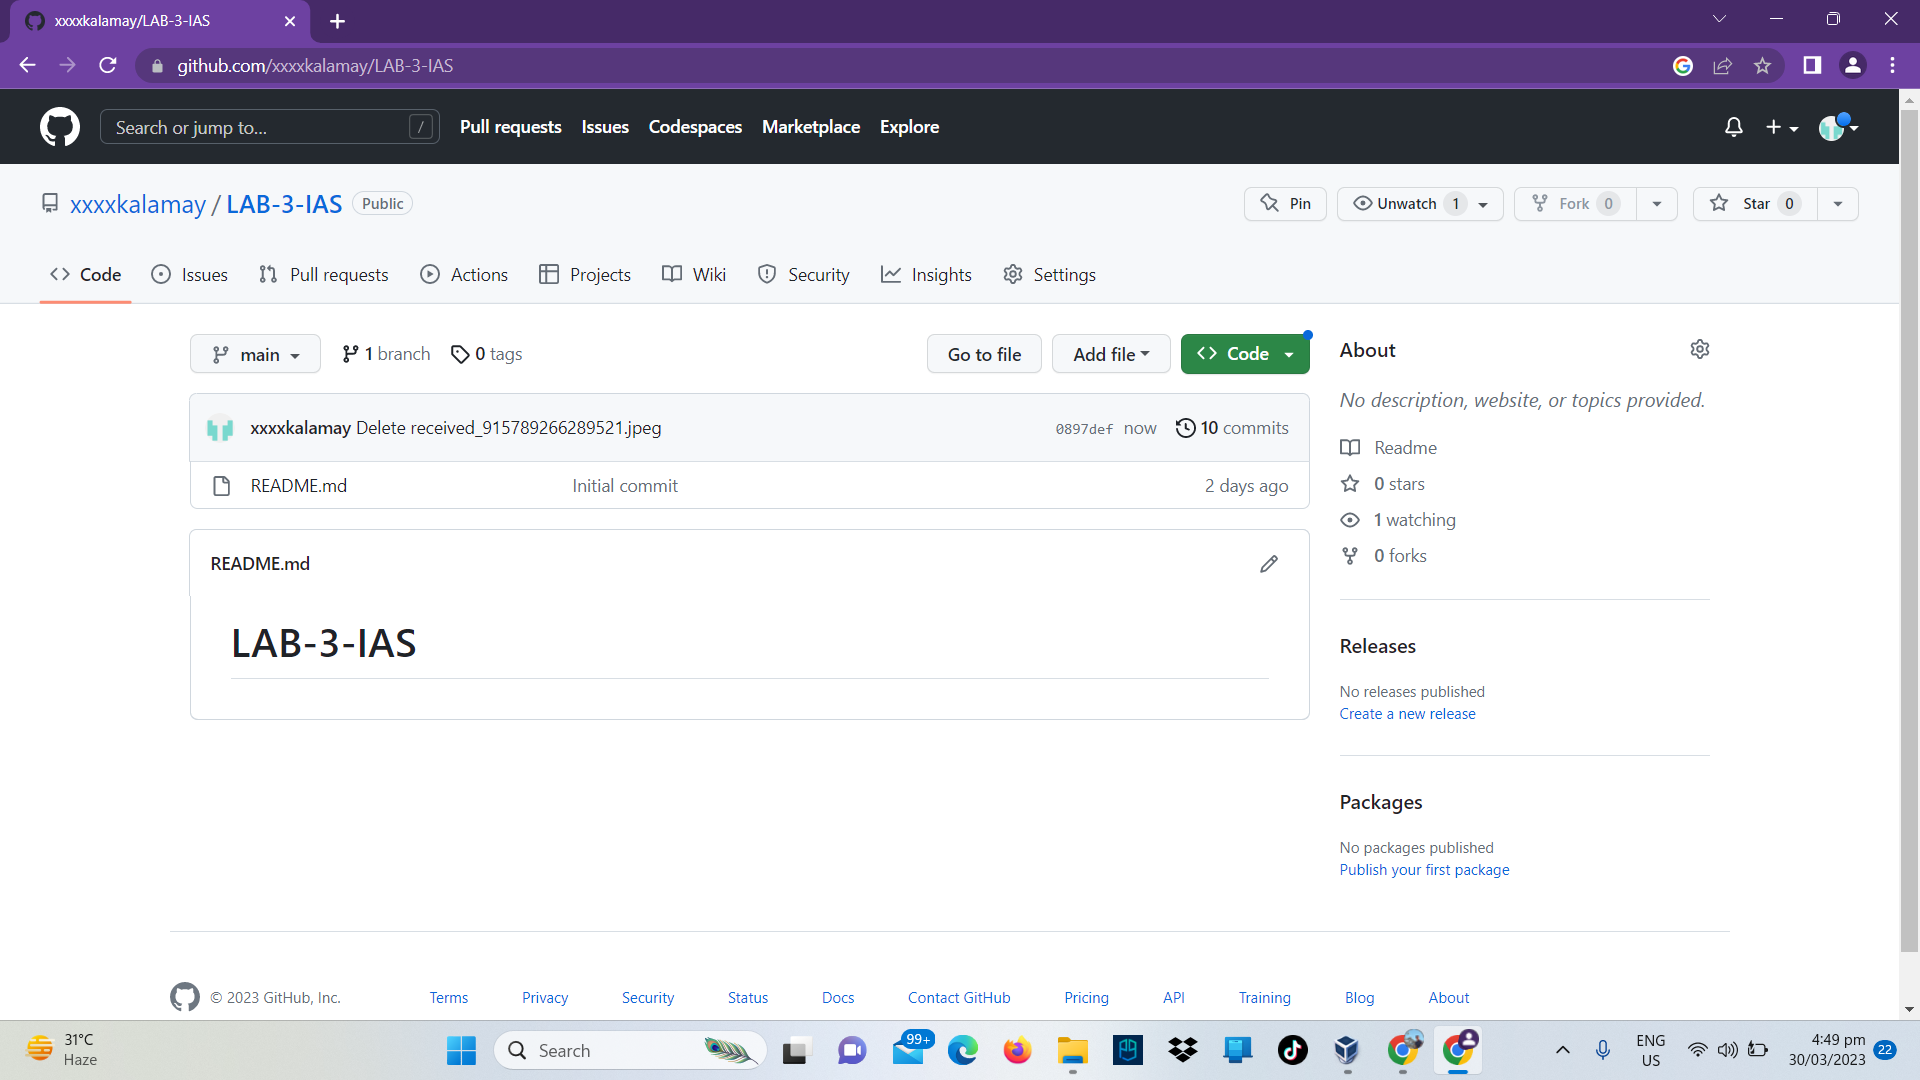 xxxxkalamay/LAB-3-IAS
github.com/xxxxkalamay/LAB-3-IAS
Search or jump to... / Pull requests Issues Codespaces Marketplace Explore
xxxxkalamay / LAB-3-IAS Public Pin Unwatch 1 Fork 0 Star 0
Code Issues Pull requests Actions Projects Wiki Security Insights Settings
main 1 branch 0 tags Go to file Add file Code
xxxxkalamay Delete received_915789266289521.jpeg 0897def now 10 commits
README.md Initial commit 2 days ago
README.md
LAB-3-IAS
About
No description, website, or topics provided.
Readme
0 stars
1 watching
0 forks
Releases
No releases published
Create a new release
Packages
No packages published
Publish your first package
© 2023 GitHub, Inc. Terms Privacy Security Status Docs Contact GitHub Pricing API Training Blog About
31°C
Haze
Search
99+
ENG
US
4:49 pm
30/03/2023
22